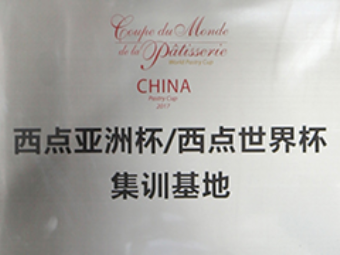 Coupe du Monde
de la Pâtisserie
World Pastry Cup
CHINA
Pastry Cup
2017
西点亚洲杯/西点世界杯
集训基地